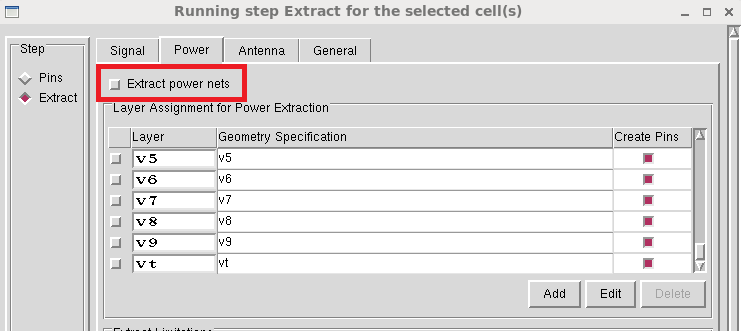 Running step Extract for the selected cell(s)
Step
Pins
Extract
Signal Power Antenna General
Extract power nets
Layer Assignment for Power Extraction
Layer Geometry Specification Create Pins
v5 v5
v6 v6
v7 v7
v8 v8
v9 v9
vt vt
Add Edit Delete
Extract Limitations